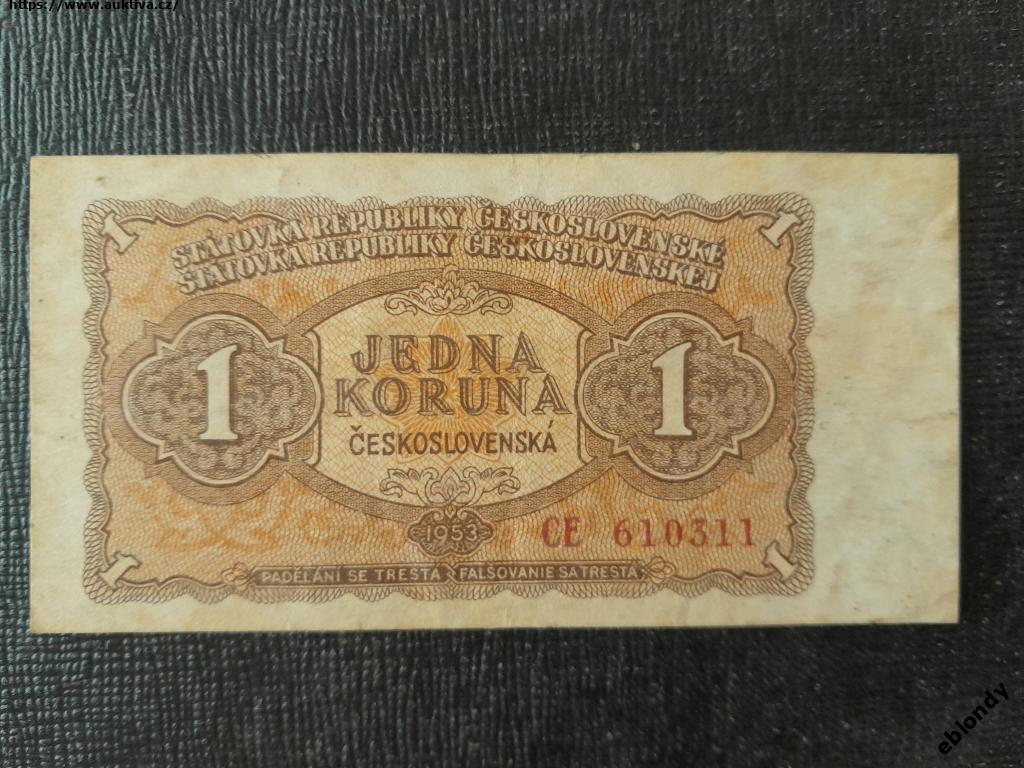 https://www.auktiva.cz/
1 1
STÁTOVKA REPUBLIKY ČESKOSLOVENSKÉ
ŠTÁTOVKA REPUBLIKY ČESKOSLOVENSKEJ
1 1
JEDNA
KORUNA
ČESKOSLOVENSKÁ
1953
CE 610311
1 1
PADĚLÁNÍ SE TRESTÁ FALŠOVANIE SA TRESTÁ
eblondy